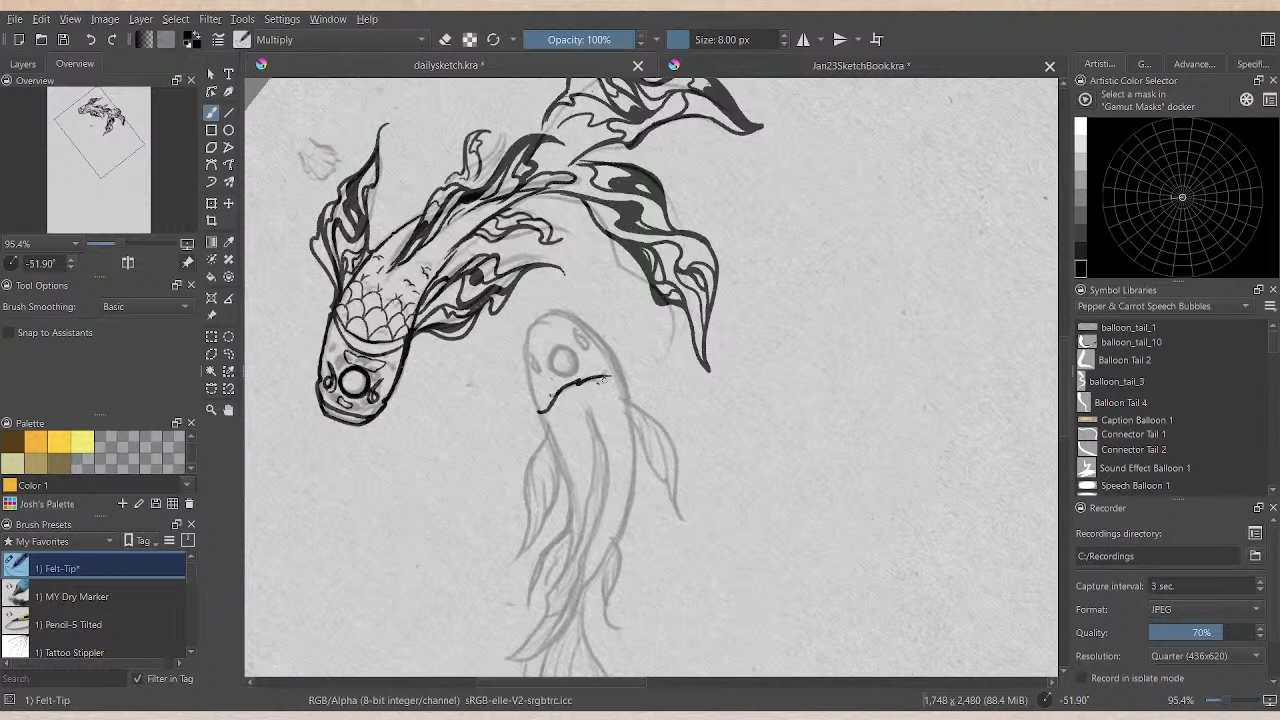 File Edit View Image Layer Select Filter Tools Settings Window Help
Multiply Opacity: 100% Size: 8.00 px
Layers Overview dailysketch.kra * Jan23SketchBook.kra * Artisti... G... Advance... Specifi...
Overview
95.4%
-51.90°
Tool Options
Brush Smoothing: Basic
Snap to Assistants
Palette
Color 1
Josh's Palette
Brush Presets
My Favorites Tag
1) Felt-Tip*
1) MY Dry Marker
1) Pencil-5 Tilted
1) Tattoo Stippler
Search Filter in Tag
Artistic Color Selector
Select a mask in
"Gamut Masks" docker
Symbol Libraries
Pepper & Carrot Speech Bubbles
balloon_tail_1
balloon_tail_10
Balloon Tail 2
balloon_tail_3
Balloon Tail 4
Caption Balloon 1
Connector Tail 1
Connector Tail 2
Sound Effect Balloon 1
Speech Balloon 1
Recorder
Recordings directory:
C:/Recordings
Capture interval: 3 sec.
Format: JPEG
Quality: 70%
Resolution: Quarter (436x620)
Record in isolate mode
1) Felt-Tip RGB/Alpha (8-bit integer/channel) sRGB-elle-V2-srgbtrc.icc 1,748 x 2,480 (88.4 MiB) -51.90° 95.4%